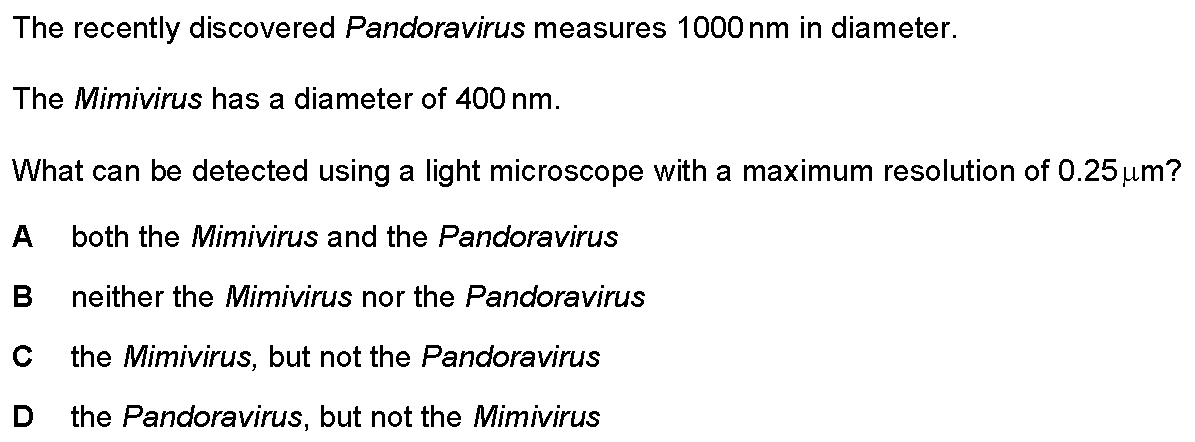 The recently discovered Pandoravirus measures 1000 nm in diameter.
The Mimivirus has a diameter of 400 nm.
What can be detected using a light microscope with a maximum resolution of 0.25 µm?
A both the Mimivirus and the Pandoravirus
B neither the Mimivirus nor the Pandoravirus
C the Mimivirus, but not the Pandoravirus
D the Pandoravirus, but not the Mimivirus